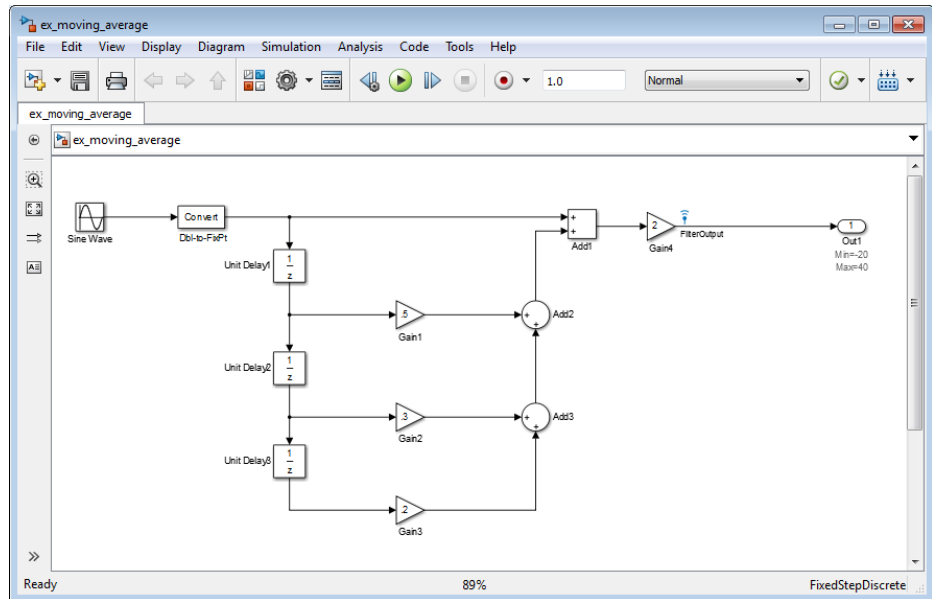 ex_moving_average
File Edit View Display Diagram Simulation Analysis Code Tools Help
1.0 Normal
ex_moving_average
ex_moving_average
Sine Wave
Convert
Dbl-to-FixPt
Unit Delay1
1
z
Unit Delay2
1
z
Unit Delay3
1
z
.5
Gain1
.3
Gain2
.2
Gain3
+
+
Add1
+
+
Add2
+
+
Add3
2
Gain4
FilterOutput
1
Out1
Min=-20
Max=40
Ready 89% FixedStepDiscrete